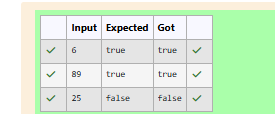 Input Expected Got
6 true true
89 true true
25 false false